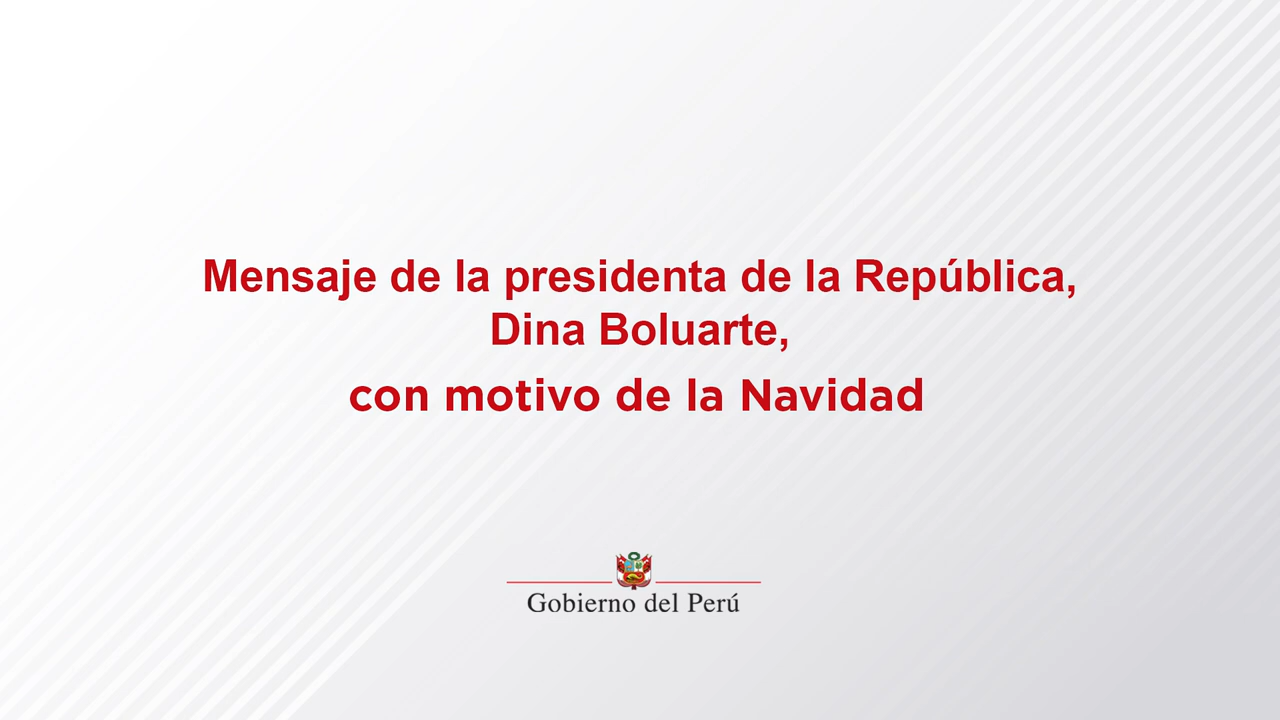 Mensaje de la presidenta de la República,
Dina Boluarte,
con motivo de la Navidad
Gobierno del Perú